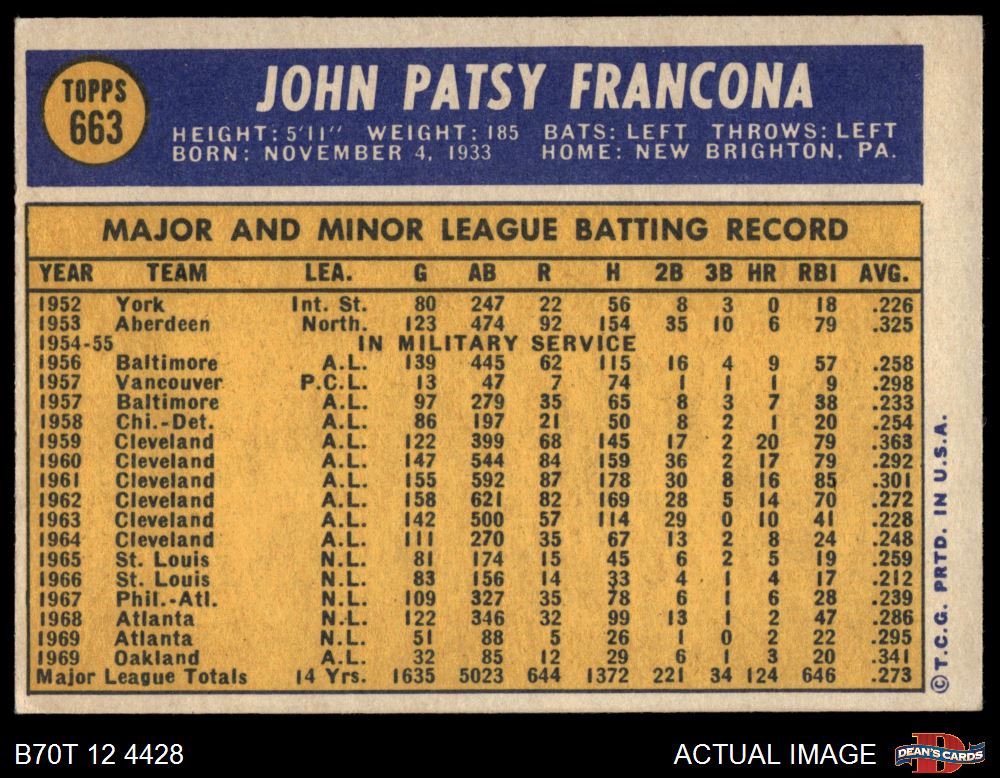 TOPPS
663
JOHN PATSY FRANCONA
HEIGHT: 5'11" WEIGHT: 185 BATS: LEFT THROWS: LEFT
BORN: NOVEMBER 4, 1933 HOME: NEW BRIGHTON, PA.
MAJOR AND MINOR LEAGUE BATTING RECORD
YEAR TEAM LEA. G AB R H 2B 3B HR RBI AVG.
1952 York Int. St. 80 247 22 56 8 3 0 18 .226
1953 Aberdeen North. 123 474 92 154 35 10 6 79 .325
1954-55 IN MILITARY SERVICE
1956 Baltimore A.L. 139 445 62 115 16 4 9 57 .258
1957 Vancouver P.C.L. 13 47 7 74 1 1 1 9 .298
1957 Baltimore A.L. 97 279 35 65 8 3 7 38 .233
1958 Chi.-Det. A.L. 86 197 21 50 8 2 1 20 .254
1959 Cleveland A.L. 122 399 68 145 17 2 20 79 .363
1960 Cleveland A.L. 147 544 84 159 36 2 17 79 .292
1961 Cleveland A.L. 155 592 87 178 30 8 16 85 .301
1962 Cleveland A.L. 158 621 82 169 28 5 14 70 .272
1963 Cleveland A.L. 142 500 57 114 29 0 10 41 .228
1964 Cleveland A.L. 111 270 35 67 13 2 8 24 .248
1965 St. Louis N.L. 81 174 15 45 6 2 5 19 .259
1966 St. Louis N.L. 83 156 14 33 4 1 4 17 .212
1967 Phil.-Atl. N.L. 109 327 35 78 6 1 6 28 .239
1968 Atlanta N.L. 122 346 32 99 13 1 2 47 .286
1969 Atlanta N.L. 51 88 5 26 1 0 2 22 .295
1969 Oakland A.L. 32 85 12 29 6 1 3 20 .341
Major League Totals 14 Yrs. 1635 5023 644 1372 221 34 124 646 .273
©T.C.G. PRTD. IN U.S.A.
B70T 12 4428
ACTUAL IMAGE
D
DEAN'S CARDS